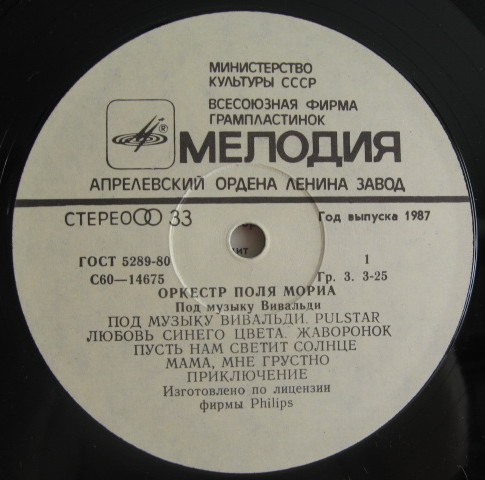 МИНИСТЕРСТВО
КУЛЬТУРЫ СССР
ВСЕСОЮЗНАЯ ФИРМА
ГРАМПЛАСТИНОК
®
МЕЛОДИЯ
АПРЕЛЕВСКИЙ ОРДЕНА ЛЕНИНА ЗАВОД
СТЕРЕО 33
Год выпуска 1987
ГОСТ 5289-80
1
С60—14675
Гр. 3. 3-25
ОРКЕСТР ПОЛЯ МОРИА
Под музыку Вивальди
ПОД МУЗЫКУ ВИВАЛЬДИ. PULSTAR
ЛЮБОВЬ СИНЕГО ЦВЕТА. ЖАВОРОНОК
ПУСТЬ НАМ СВЕТИТ СОЛНЦЕ
МАМА, МНЕ ГРУСТНО
ПРИКЛЮЧЕНИЕ
Изготовлено по лицензии
фирмы Philips